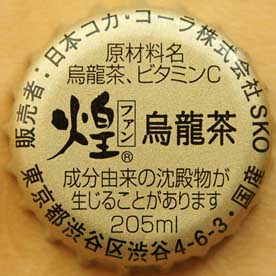 販売者:日本コカ・コーラ株式会社SKO
原材料名
烏龍茶、ビタミンC
煌
ファン
®
烏龍茶
成分由来の沈殿物が
生じることがあります
205ml
東京都渋谷区渋谷4-6-3・国産